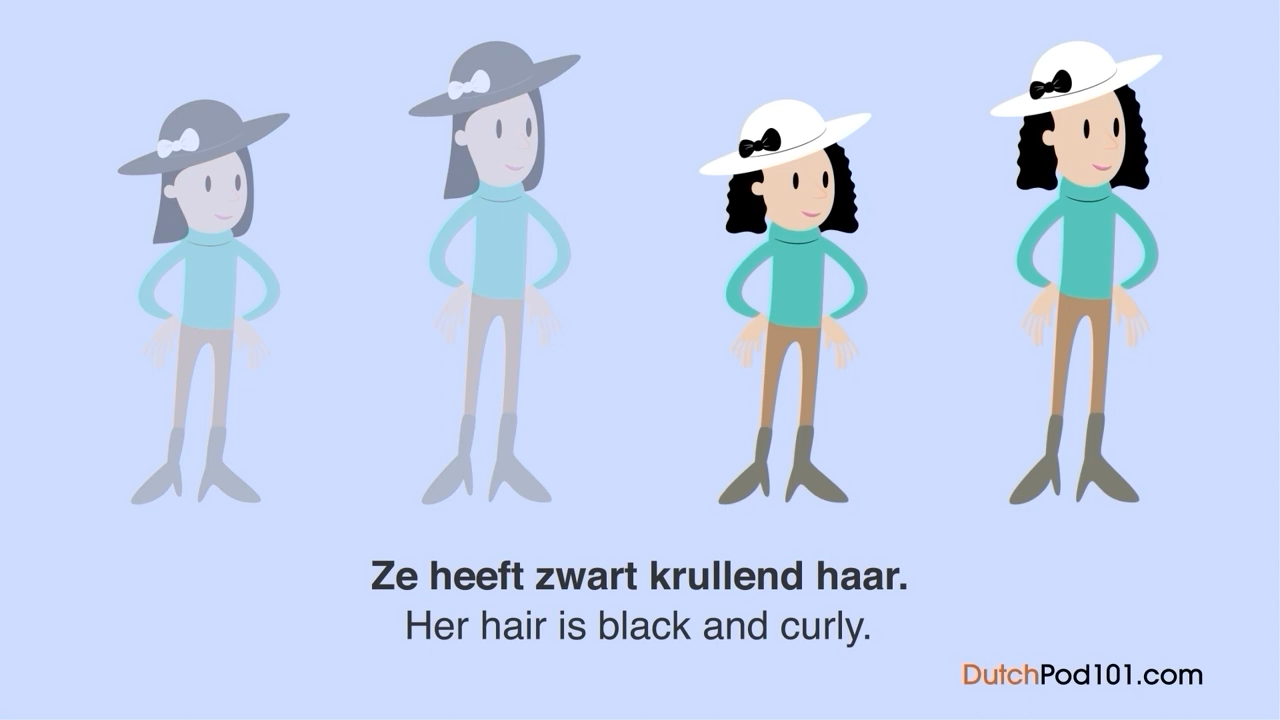 Ze heeft zwart krullend haar.
Her hair is black and curly.
DutchPod101.com